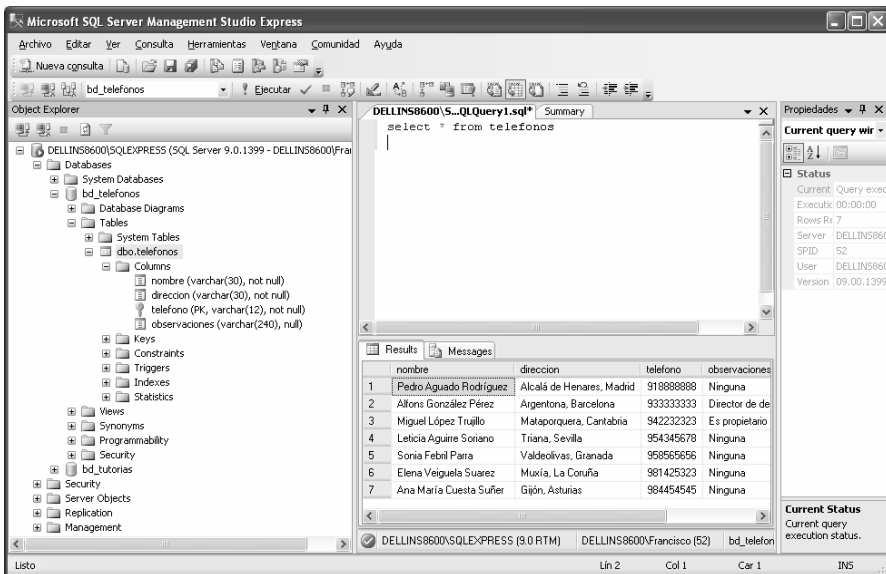 Microsoft SQL Server Management Studio Express
Archivo Editar Ver Consulta Herramientas Ventana Comunidad Ayuda
Nueva consulta
bd_telefonos Ejecutar
Object Explorer
DELLINS8600\SQLEXPRESS (SQL Server 9.0.1399 - DELLINS8600\Fra
Databases
System Databases
bd_telefonos
Database Diagrams
Tables
System Tables
dbo.telefonos
Columns
nombre (varchar(30), not null)
direccion (varchar(30), not null)
telefono (PK, varchar(12), not null)
observaciones (varchar(240), null)
Keys
Constraints
Triggers
Indexes
Statistics
Views
Synonyms
Programmability
Security
bd_tutorias
Security
Server Objects
Replication
Management
DELLINS8600\S...QLQuery1.sql* Summary
select * from telefonos
Results Messages
nombre direccion telefono observaciones
1 Pedro Aguado Rodríguez Alcalá de Henares, Madrid 918888888 Ninguna
2 Alfons González Pérez Argentona, Barcelona 933333333 Director de de
3 Miguel López Trujillo Mataporquera, Cantabria 942232323 Es propietario
4 Leticia Aguirre Soriano Triana, Sevilla 954345678 Ninguna
5 Sonia Febril Parra Valdeolivas, Granada 958565656 Ninguna
6 Elena Veiguela Suarez Muxía, La Coruña 981425323 Ninguna
7 Ana María Cuesta Suñer Gijón, Asturias 984454545 Ninguna
DELLINS8600\SQLEXPRESS (9.0 RTM) DELLINS8600\Francisco (52) bd_telefon
Propiedades
Current query wir
Status
Current Query exec
Executic 00:00:00
Rows Re 7
Server DELLINS860
SPID 52
User DELLINS860
Version 09.00.1399
Current Status
Current query
execution status.
Listo Lín 2 Col 1 Car 1 INS